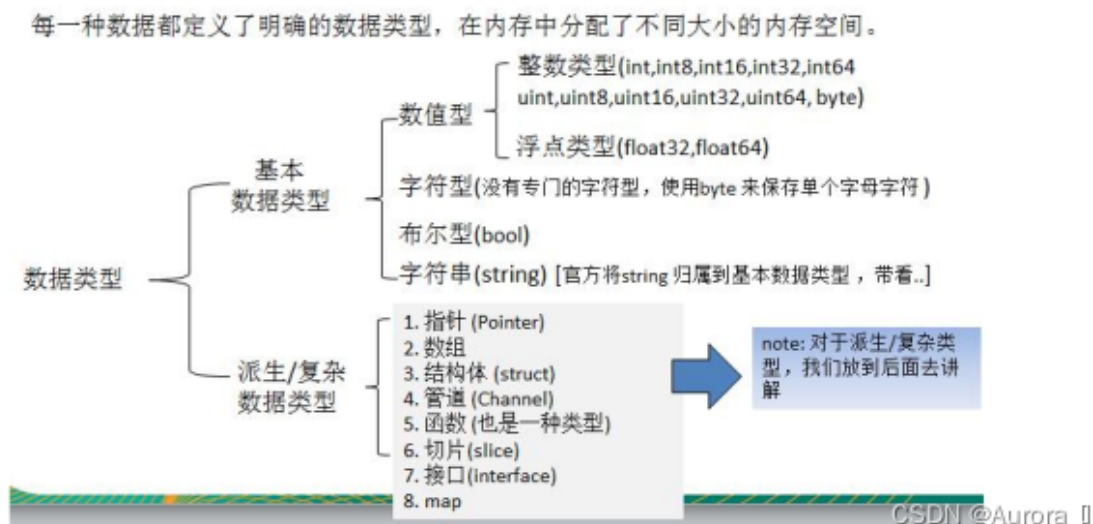 每一种数据都定义了明确的数据类型，在内存中分配了不同大小的内存空间。
整数类型(int,int8,int16,int32,int64
uint,uint8,uint16,uint32,uint64, byte)
数值型
浮点类型(float32,float64)
基本
数据类型
字符型(没有专门的字符型，使用byte 来保存单个字母字符 )
布尔型(bool)
字符串(string) [官方将string 归属到基本数据类型 ，带看..]
数据类型
派生/复杂
数据类型
1. 指针 (Pointer)
2. 数组
3. 结构体 (struct)
4. 管道 (Channel)
5. 函数 (也是一种类型)
6. 切片(slice)
7. 接口(interface)
8. map
note: 对于派生/复杂类
型，我们放到后面去讲
解
CSDN @Aurora